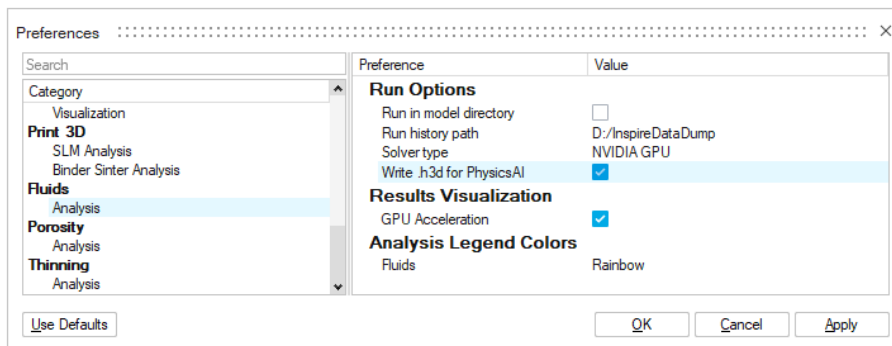 Preferences
Search
Category
Visualization
Print 3D
SLM Analysis
Binder Sinter Analysis
Fluids
Analysis
Porosity
Analysis
Thinning
Analysis
Preference Value
Run Options
Run in model directory
Run history path D:/InspireDataDump
Solver type NVIDIA GPU
Write .h3d for PhysicsAI
Results Visualization
GPU Acceleration
Analysis Legend Colors
Fluids Rainbow
Use Defaults
OK Cancel Apply